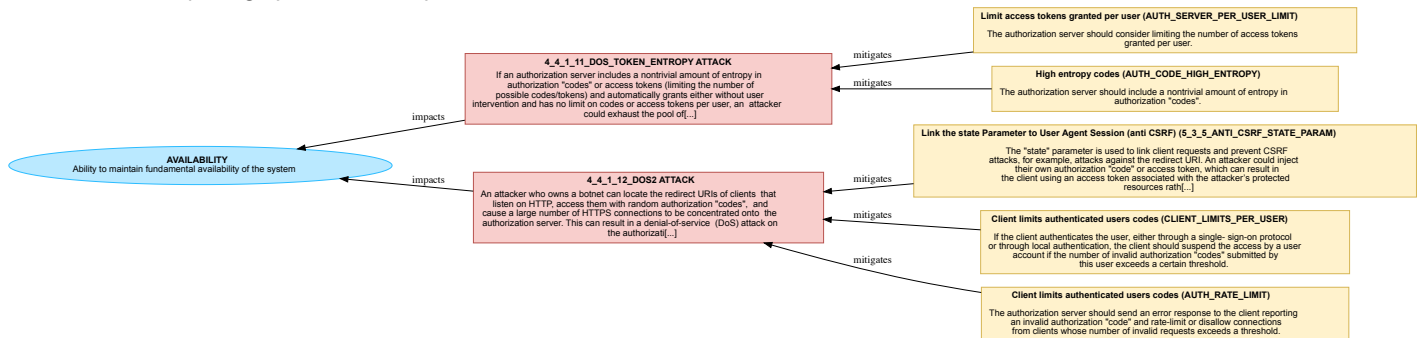 AVAILABILITY
Ability to maintain fundamental availability of the system
impacts
impacts
4_4_1_11_DOS_TOKEN_ENTROPY ATTACK
If an authorization server includes a nontrivial amount of entropy in
authorization "codes" or access tokens (limiting the number of
possible codes/tokens) and automatically grants either without user
intervention and has no limit on codes or access tokens per user, an attacker
could exhaust the pool of[...]
4_4_1_12_DOS2 ATTACK
An attacker who owns a botnet can locate the redirect URIs of clients that
listen on HTTP, access them with random authorization "codes", and
cause a large number of HTTPS connections to be concentrated onto the
authorization server. This can result in a denial-of-service (DoS) attack on
the authorizati[...]
mitigates
mitigates
mitigates
mitigates
mitigates
Limit access tokens granted per user (AUTH_SERVER_PER_USER_LIMIT)
The authorization server should consider limiting the number of access tokens
granted per user.
High entropy codes (AUTH_CODE_HIGH_ENTROPY)
The authorization server should include a nontrivial amount of entropy in
authorization "codes".
Link the state Parameter to User Agent Session (anti CSRF) (5_3_5_ANTI_CSRF_STATE_PARAM)
The "state" parameter is used to link client requests and prevent CSRF
attacks, for example, attacks against the redirect URI. An attacker could inject
their own authorization "code" or access token, which can result in
the client using an access token associated with the attacker's protected
resources rath[...]
Client limits authenticated users codes (CLIENT_LIMITS_PER_USER)
If the client authenticates the user, either through a single- sign-on protocol
or through local authentication, the client should suspend the access by a user
account if the number of invalid authorization "codes" submitted by
this user exceeds a certain threshold.
Client limits authenticated users codes (AUTH_RATE_LIMIT)
The authorization server should send an error response to the client reporting
an invalid authorization "code" and rate-limit or disallow connections
from clients whose number of invalid requests exceeds a threshold.